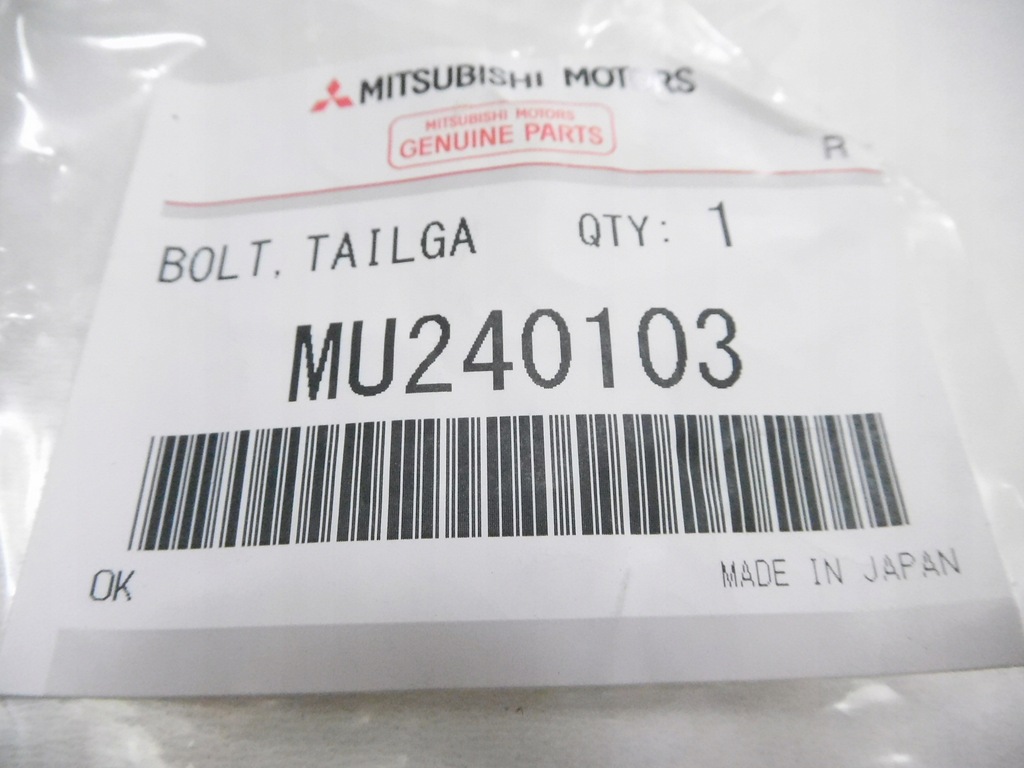 MITSUBISHI MOTORS
MITSUBISHI MOTORS
GENUINE PARTS
R
BOLT, TAILGA QTY: 1
MU240103
OK MADE IN JAPAN